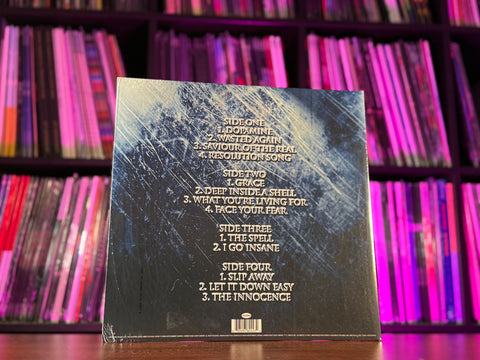 SIDE ONE
1. DOPAMINE
2. WASTED AGAIN
3. SAVIOUR OF THE REAL
4. RESOLUTION SONG
SIDE TWO
1. GRACE
2. DEEP INSIDE A SHELL
3. WHAT YOU'RE LIVING FOR
4. FACE YOUR FEAR
SIDE THREE
1. THE SPELL
2. I GO INSANE
SIDE FOUR
1. SLIP AWAY
2. LET IT DOWN EASY
3. THE INNOCENCE